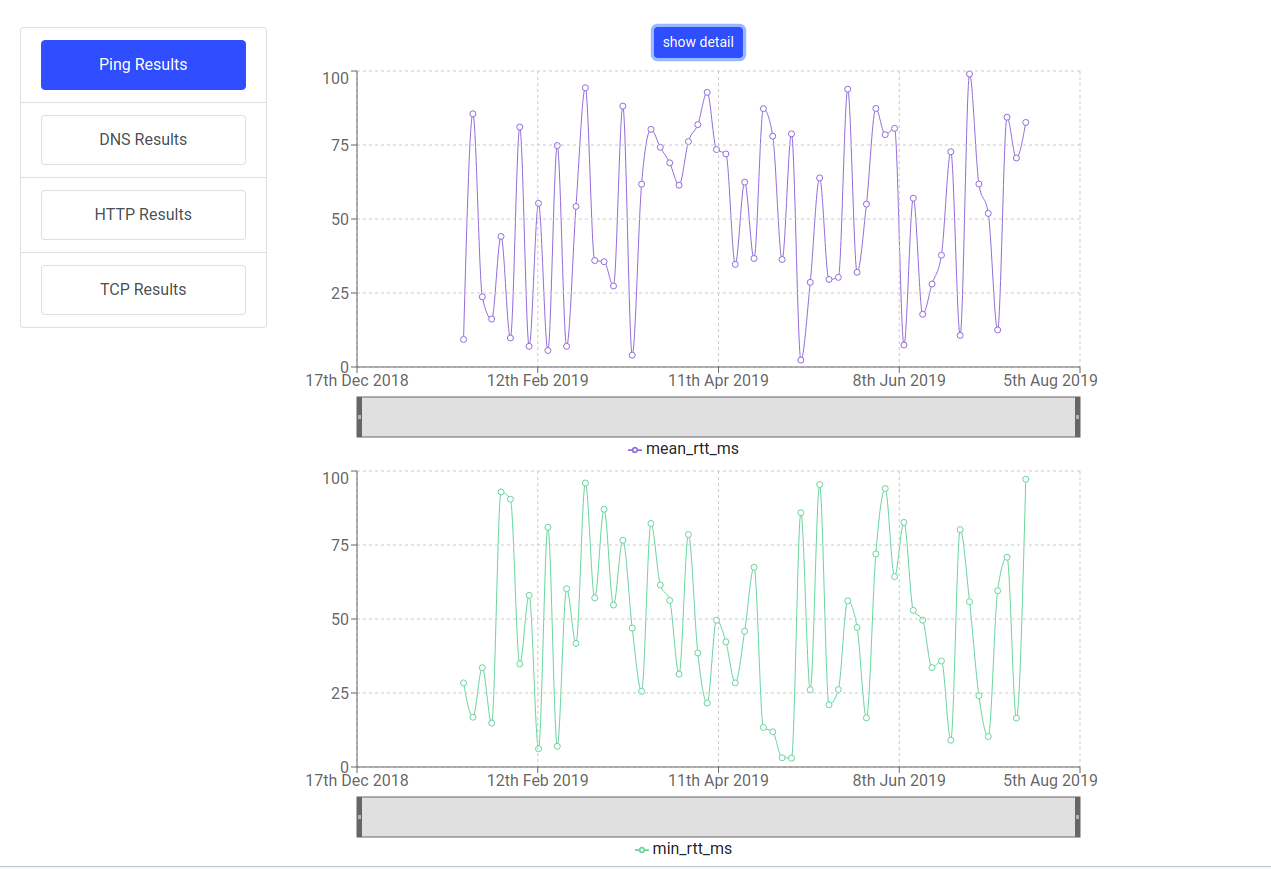 Ping Results
DNS Results
HTTP Results
TCP Results
show detail
100
75
50
25
0
17th Dec 2018 12th Feb 2019 11th Apr 2019 8th Jun 2019 5th Aug 2019
mean_rtt_ms
100
75
50
25
0
17th Dec 2018 12th Feb 2019 11th Apr 2019 8th Jun 2019 5th Aug 2019
min_rtt_ms